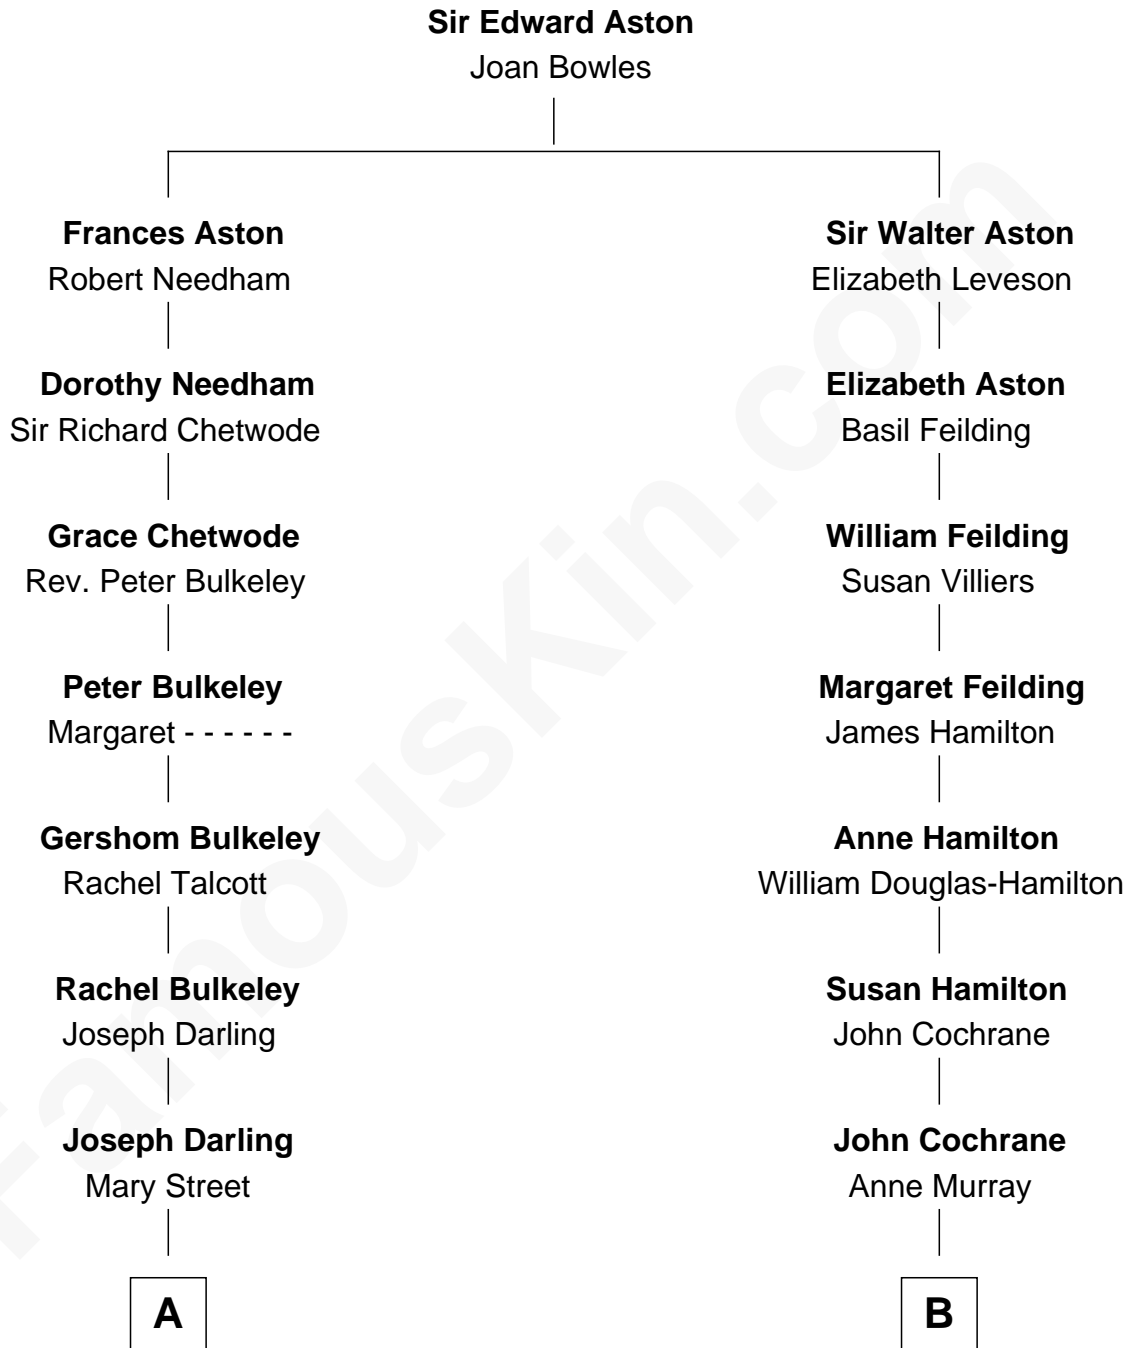 Sir Edward Aston
Joan Bowles
Frances Aston
Robert Needham
Sir Walter Aston
Elizabeth Leveson
Dorothy Needham
Sir Richard Chetwode
Elizabeth Aston
Basil Feilding
Grace Chetwode
Rev. Peter Bulkeley
William Feilding
Susan Villiers
Peter Bulkeley
Margaret - - - - - -
Margaret Feilding
James Hamilton
Gershom Bulkeley
Rachel Talcott
Anne Hamilton
William Douglas-Hamilton
Rachel Bulkeley
Joseph Darling
Susan Hamilton
John Cochrane
Joseph Darling
Mary Street
John Cochrane
Anne Murray
A
B
FamousKin.com